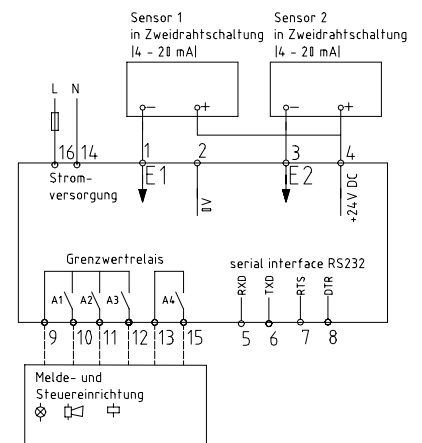 Sensor 1
in Zweidrahtschaltung
|4 - 20 mA|
Sensor 2
in Zweidrahtschaltung
|4 - 20 mA|
- +
- +
L N
16 14
1 2 3 4
Strom-
versorgung
E1
0V
E2
+24V DC
Grenzwertrelais
serial interface RS232
A1 A2 A3 A4
RXD TXD RTS DTR
9 10 11 12 13 15
5 6 7 8
Melde- und
Steuereinrichtung